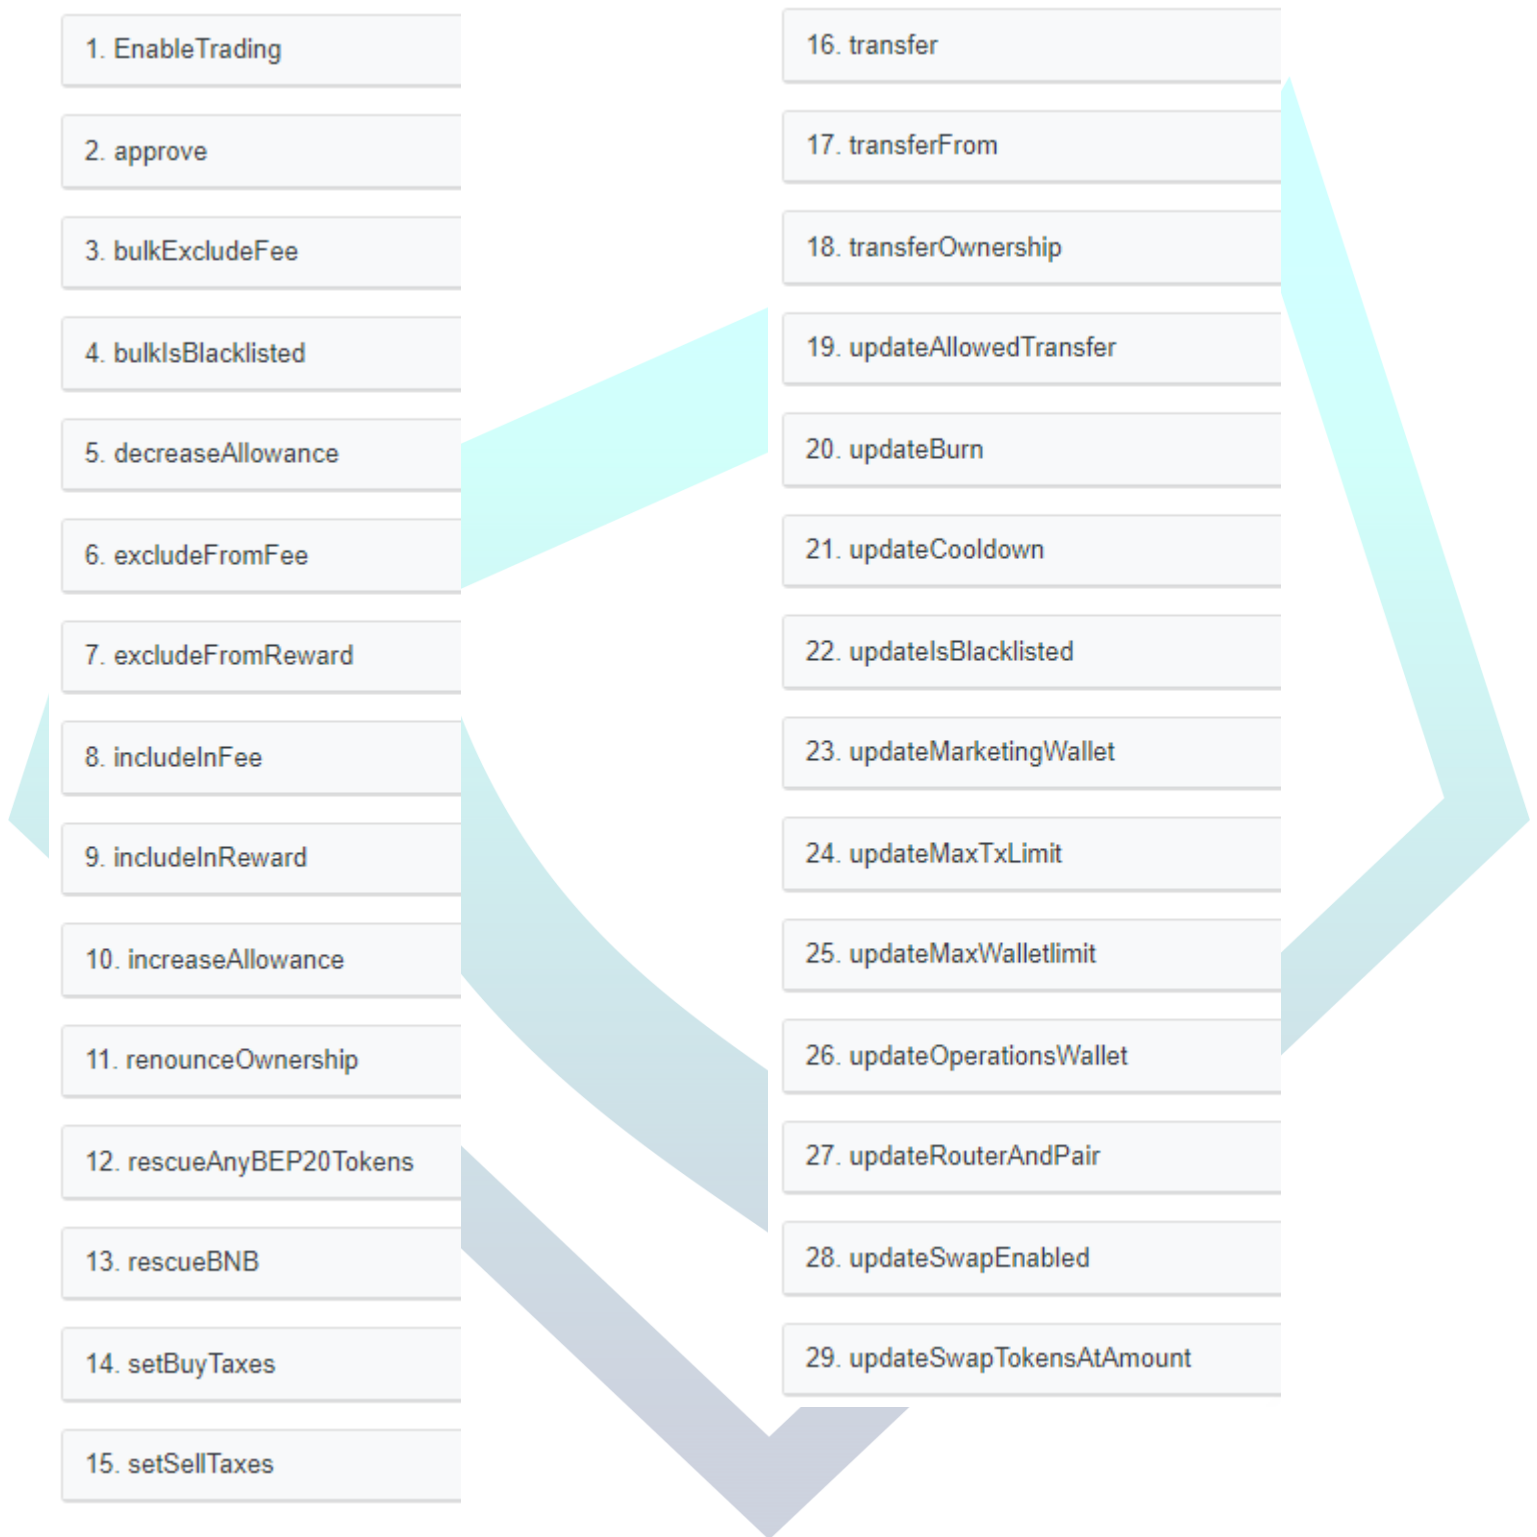 1. EnableTrading
2. approve
3. bulkExcludeFee
4. bulkIsBlacklisted
5. decreaseAllowance
6. excludeFromFee
7. excludeFromReward
8. includeInFee
9. includeInReward
10. increaseAllowance
11. renounceOwnership
12. rescueAnyBEP20Tokens
13. rescueBNB
14. setBuyTaxes
15. setSellTaxes
16. transfer
17. transferFrom
18. transferOwnership
19. updateAllowedTransfer
20. updateBurn
21. updateCooldown
22. updateIsBlacklisted
23. updateMarketingWallet
24. updateMaxTxLimit
25. updateMaxWalletlimit
26. updateOperationsWallet
27. updateRouterAndPair
28. updateSwapEnabled
29. updateSwapTokensAtAmount